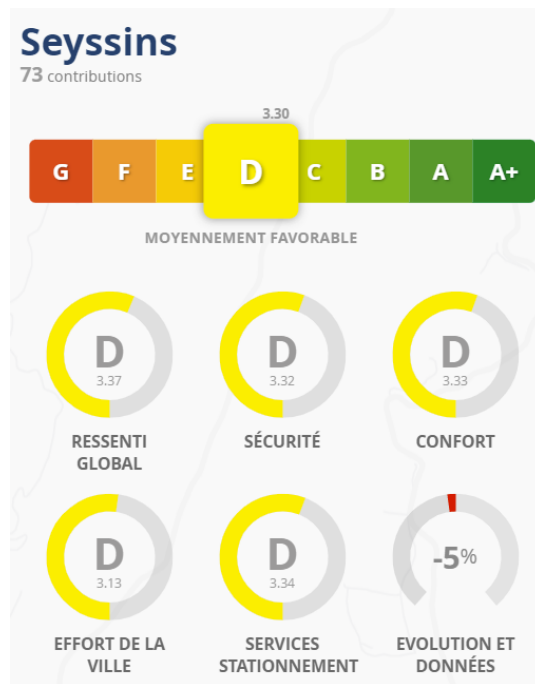 Seyssins
73 contributions
3.30
G F E D C B A A+
MOYENNEMENT FAVORABLE
D D D
3.37 3.32 3.33
RESSENTI SÉCURITÉ CONFORT
GLOBAL
D D -5%
3.13 3.34
EFFORT DE LA SERVICES EVOLUTION ET
VILLE STATIONNEMENT DONNÉES